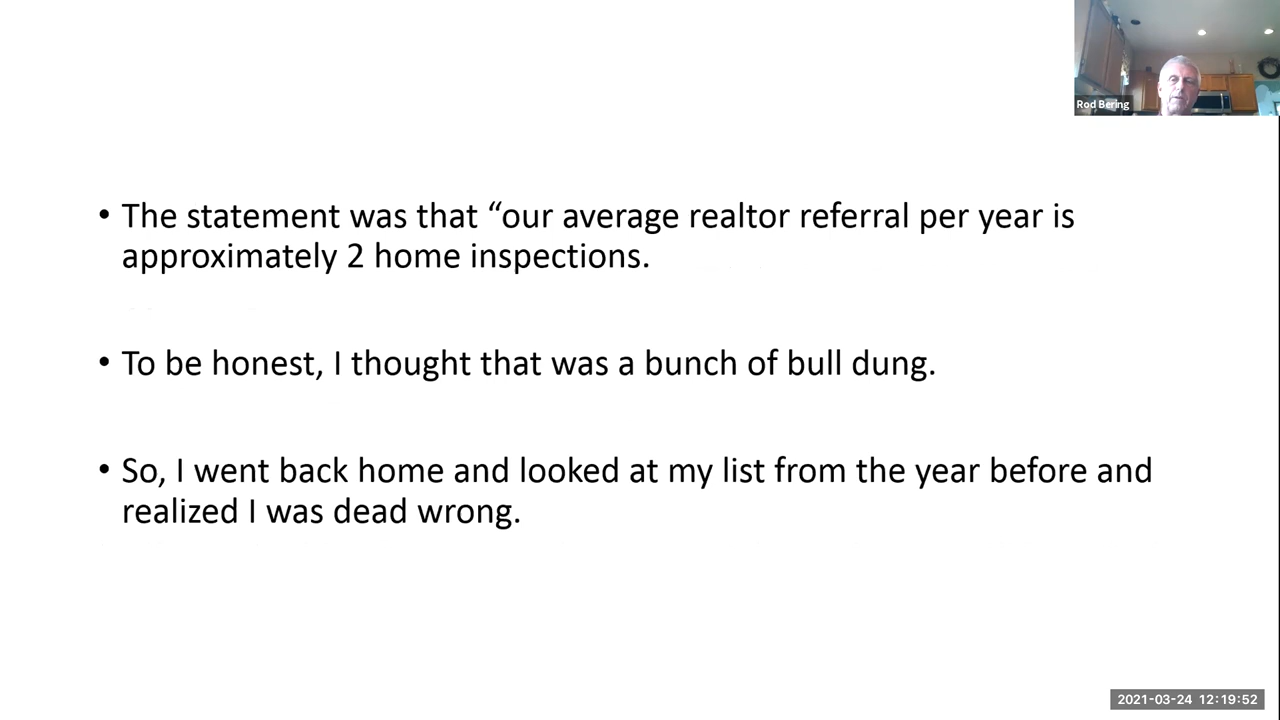 Rod Bering
• The statement was that “our average realtor referral per year is
approximately 2 home inspections.
• To be honest, I thought that was a bunch of bull dung.
• So, I went back home and looked at my list from the year before and
realized I was dead wrong.
2021-03-24 12:19:52